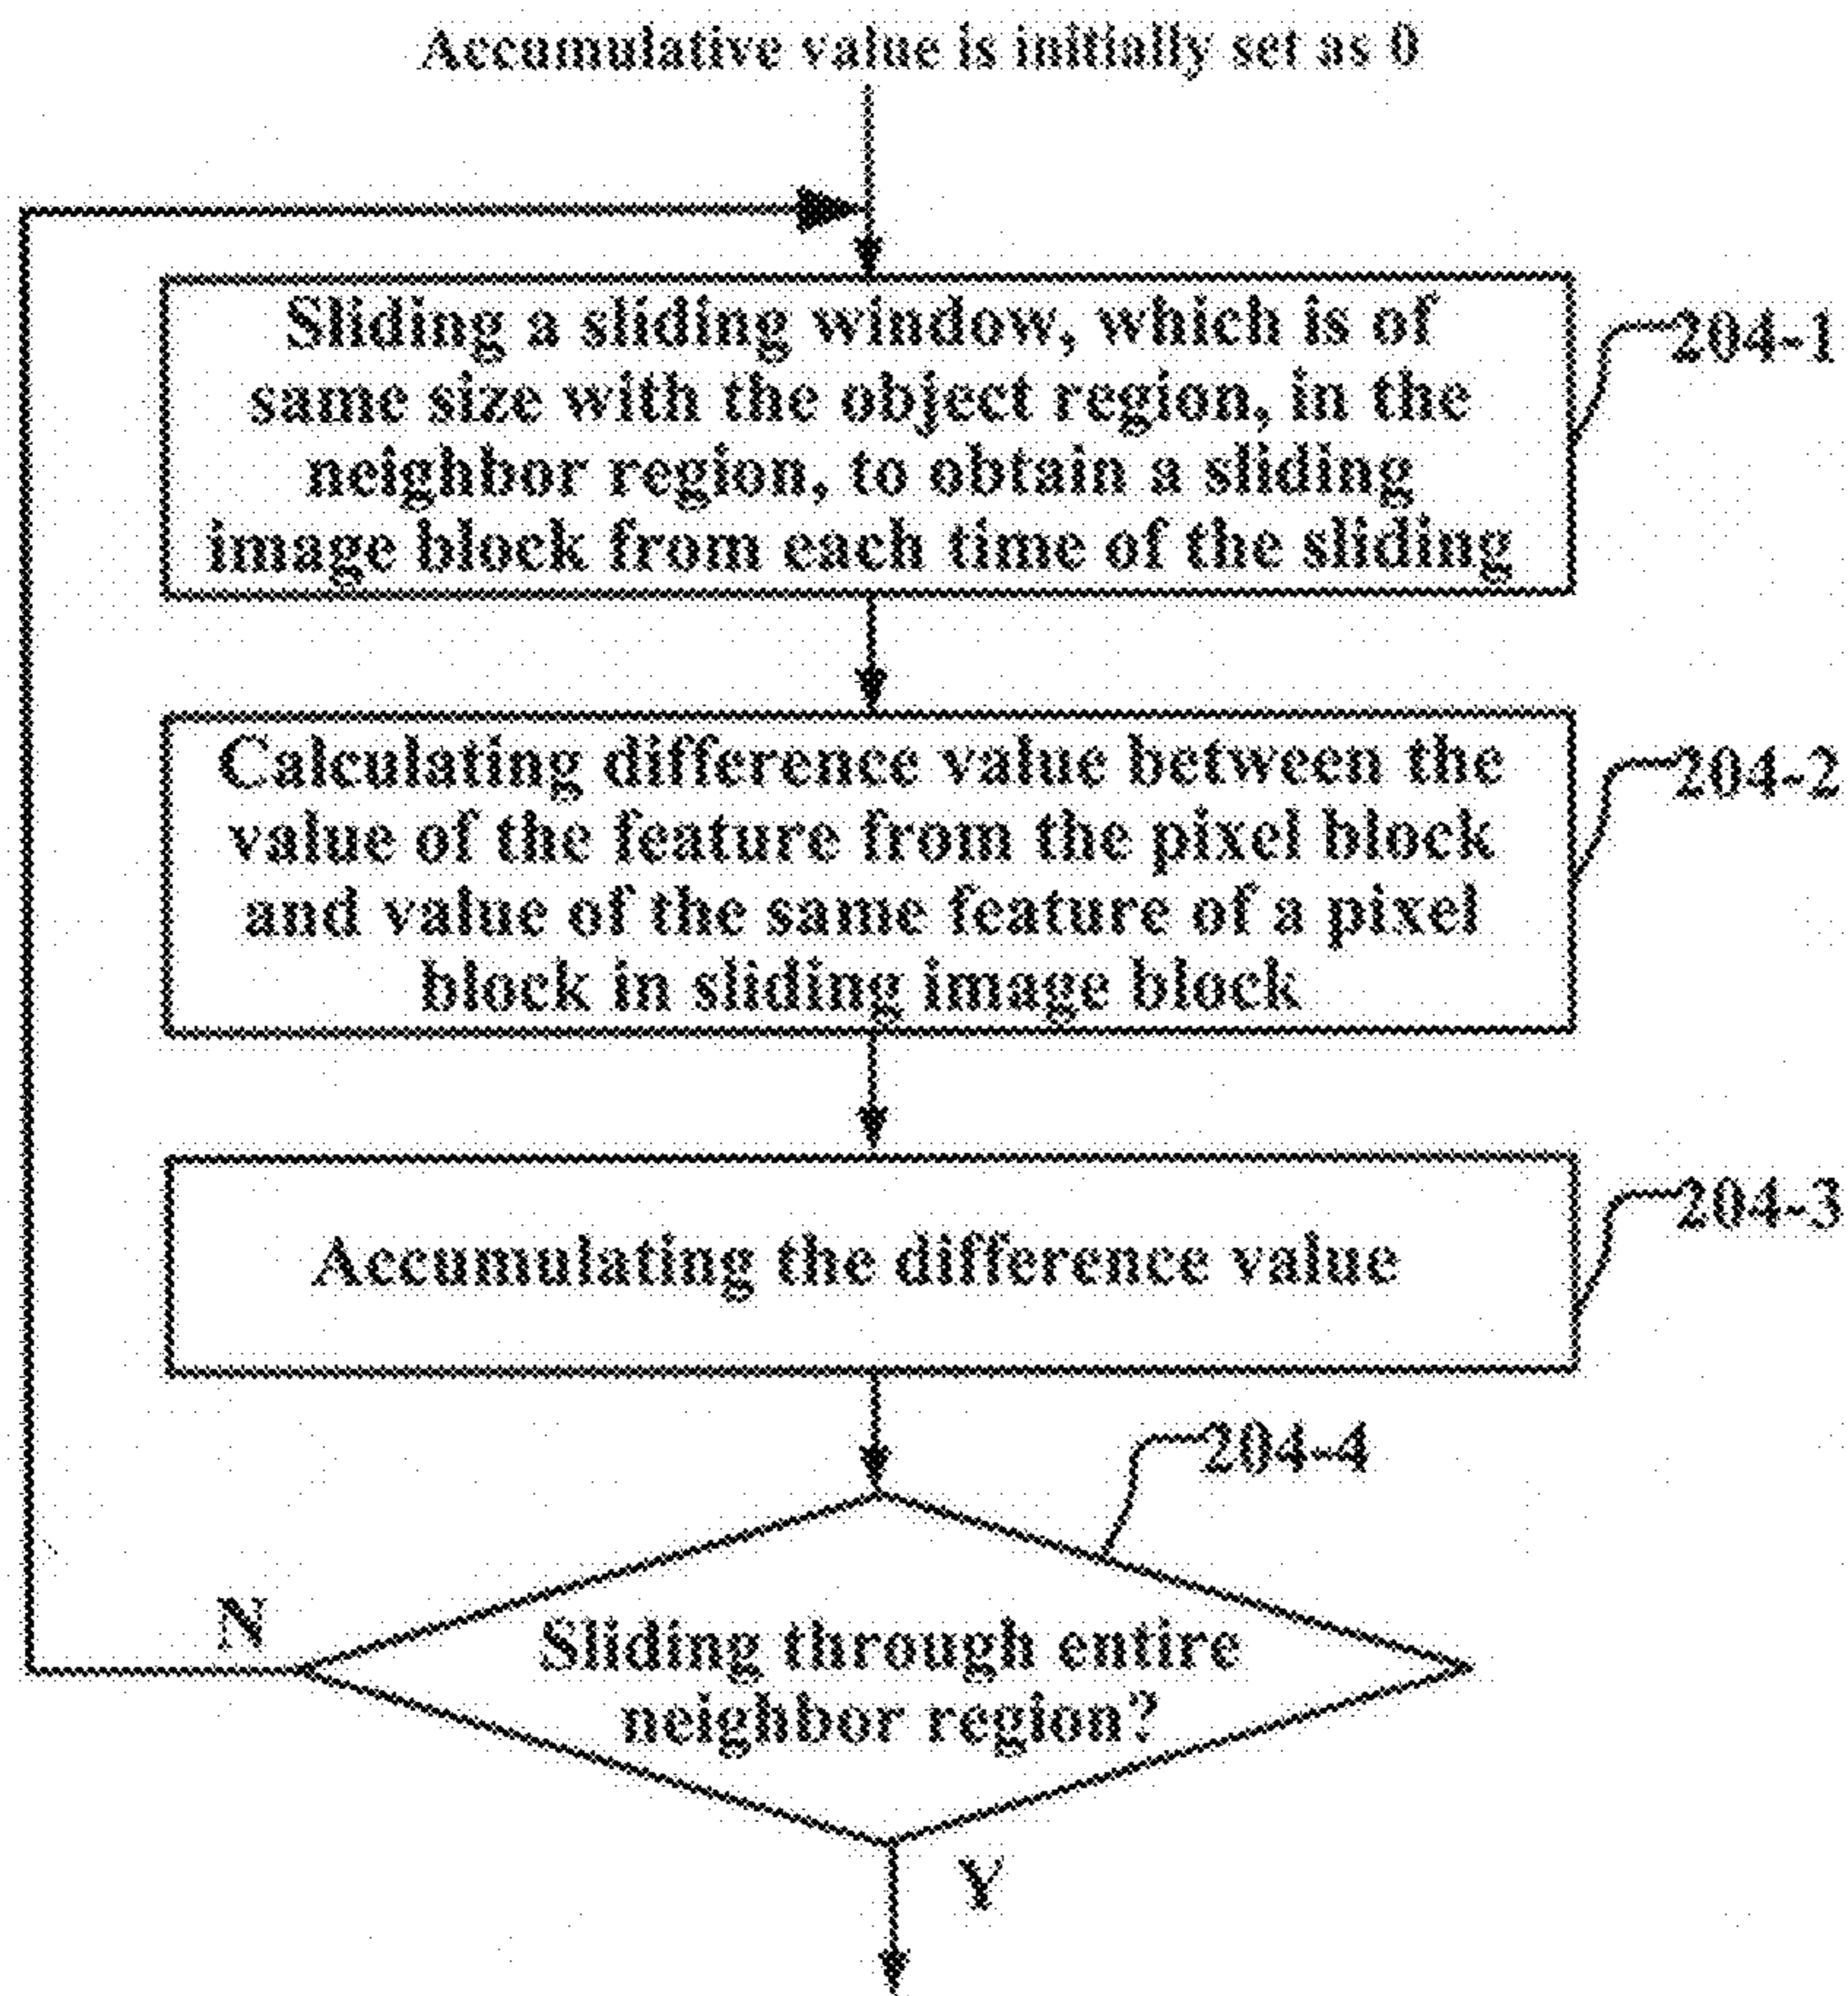 Accumulative value is initially set as 0
Sliding a sliding window, which is of
same size with the object region, in the
neighbor region, to obtain a sliding
image block from each time of the sliding
204-1
Calculating difference value between the
value of the feature from the pixel block
and value of the same feature of a pixel
block in sliding image block
204-2
Accumulating the difference value
204-3
204-4
N
Sliding through entire
neighbor region?
Y